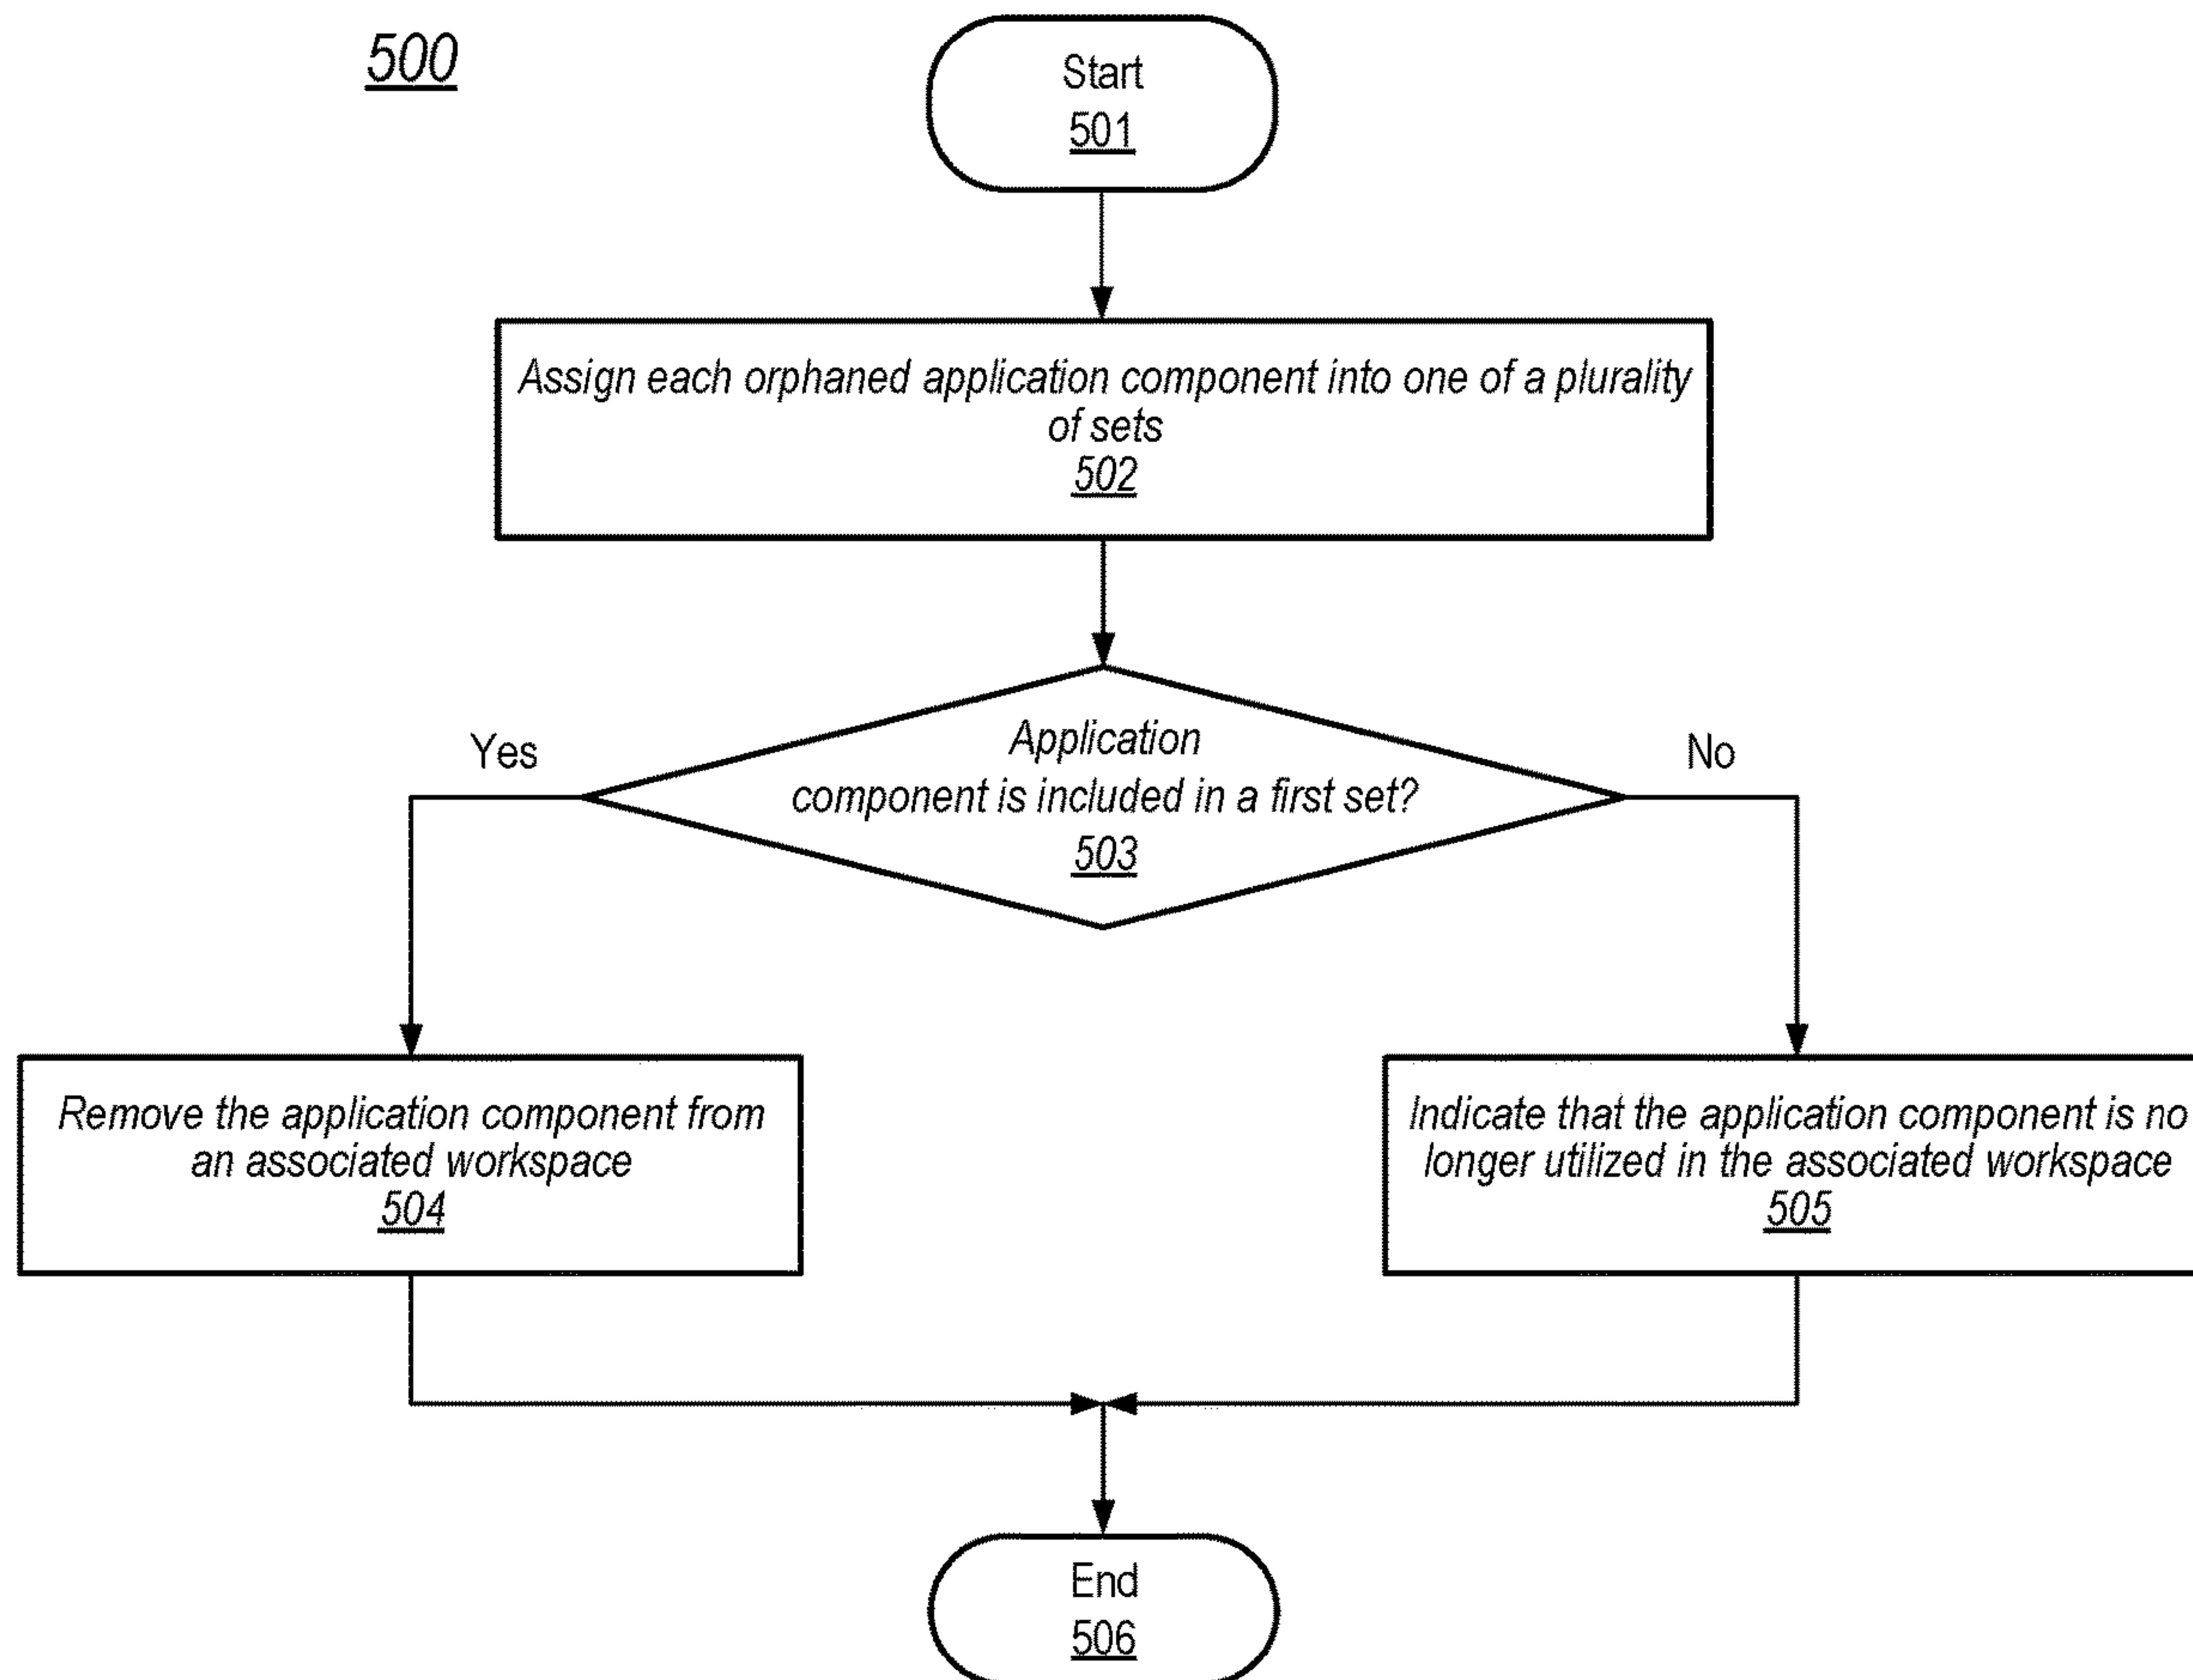 500
Start
501
Assign each orphaned application component into one of a plurality
of sets
502
Application
component is included in a first set?
503
Yes
No
Remove the application component from
an associated workspace
504
Indicate that the application component is no
longer utilized in the associated workspace
505
End
506